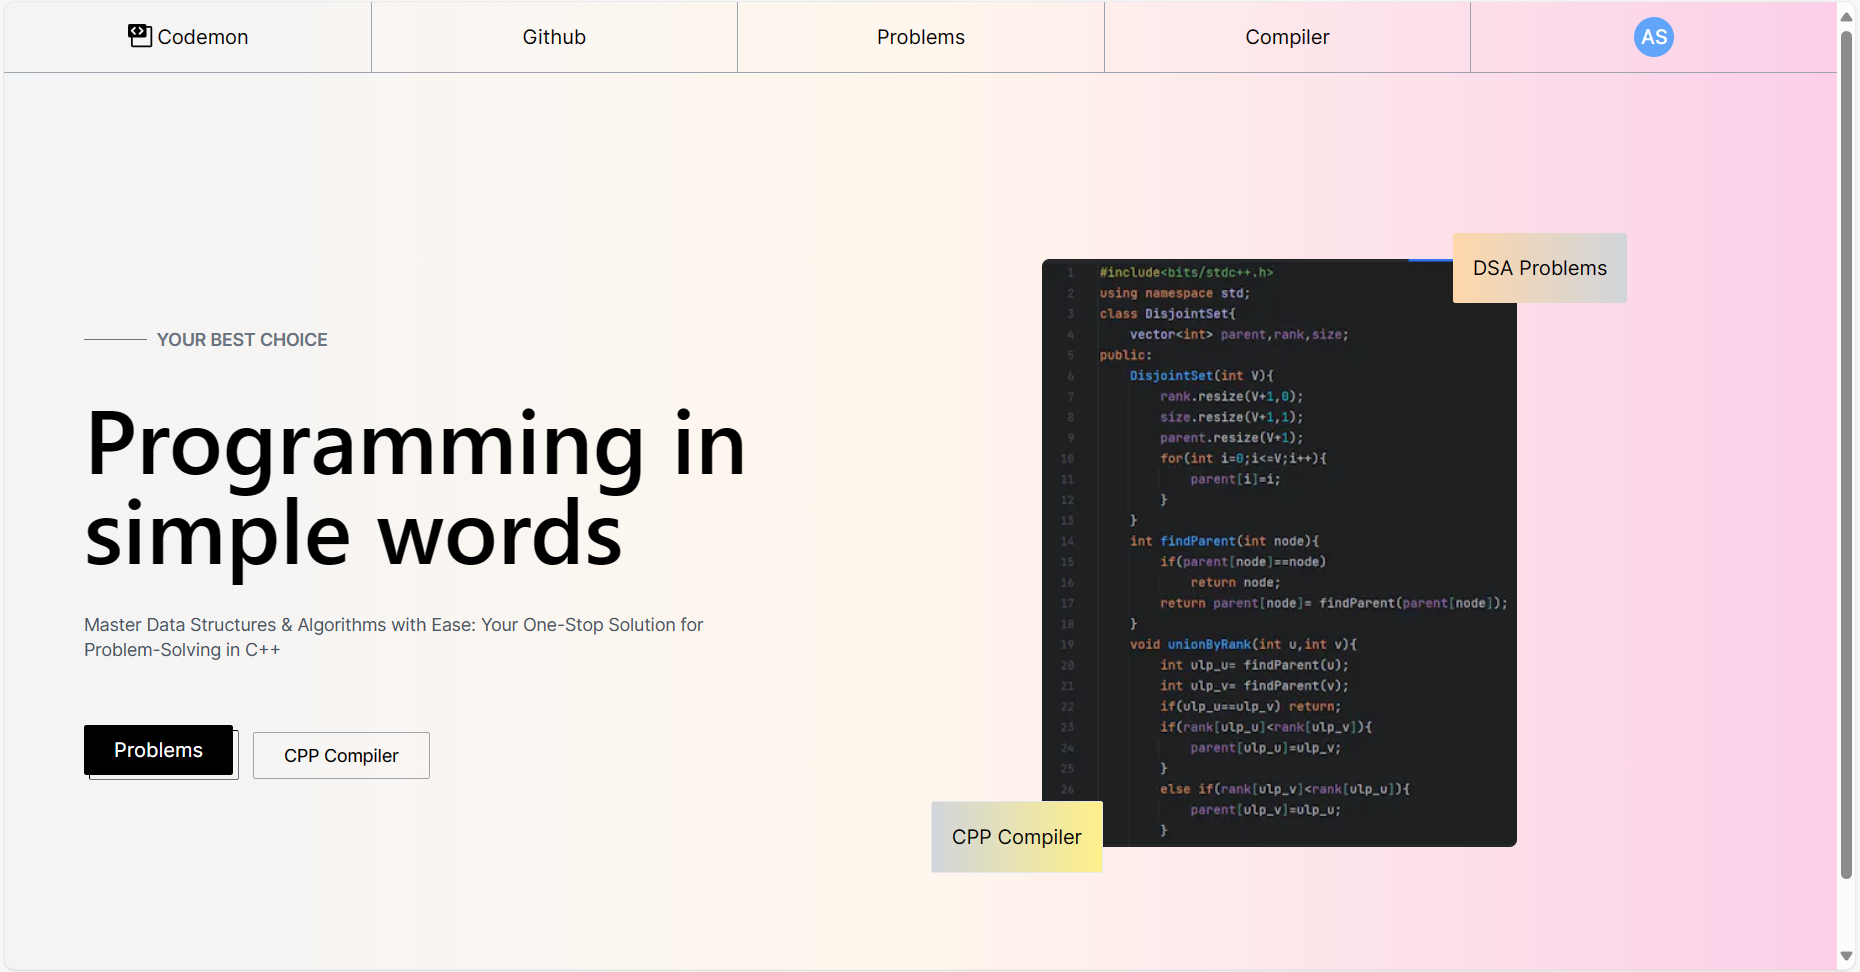 Codemon
Github
Problems
Compiler
AS
YOUR BEST CHOICE
Programming in
simple words
Master Data Structures & Algorithms with Ease: Your One-Stop Solution for
Problem-Solving in C++
Problems
CPP Compiler
DSA Problems
1 #include<bits/stdc++.h>
2 using namespace std;
3 class DisjointSet{
4     vector<int> parent,rank,size;
5 public:
6     DisjointSet(int V){
7         rank.resize(V+1,0);
8         size.resize(V+1,1);
9         parent.resize(V+1);
10         for(int i=0;i<=V;i++){
11             parent[i]=i;
12         }
13     }
14     int findParent(int node){
15         if(parent[node]==node)
16             return node;
17         return parent[node]= findParent(parent[node]);
18     }
19     void unionByRank(int u,int v){
20         int ulp_u= findParent(u);
21         int ulp_v= findParent(v);
22         if(ulp_u==ulp_v) return;
23         if(rank[ulp_u]<rank[ulp_v]){
24             parent[ulp_u]=ulp_v;
25         }
26         else if(rank[ulp_v]<rank[ulp_u]){
            parent[ulp_v]=ulp_u;
        }
CPP Compiler